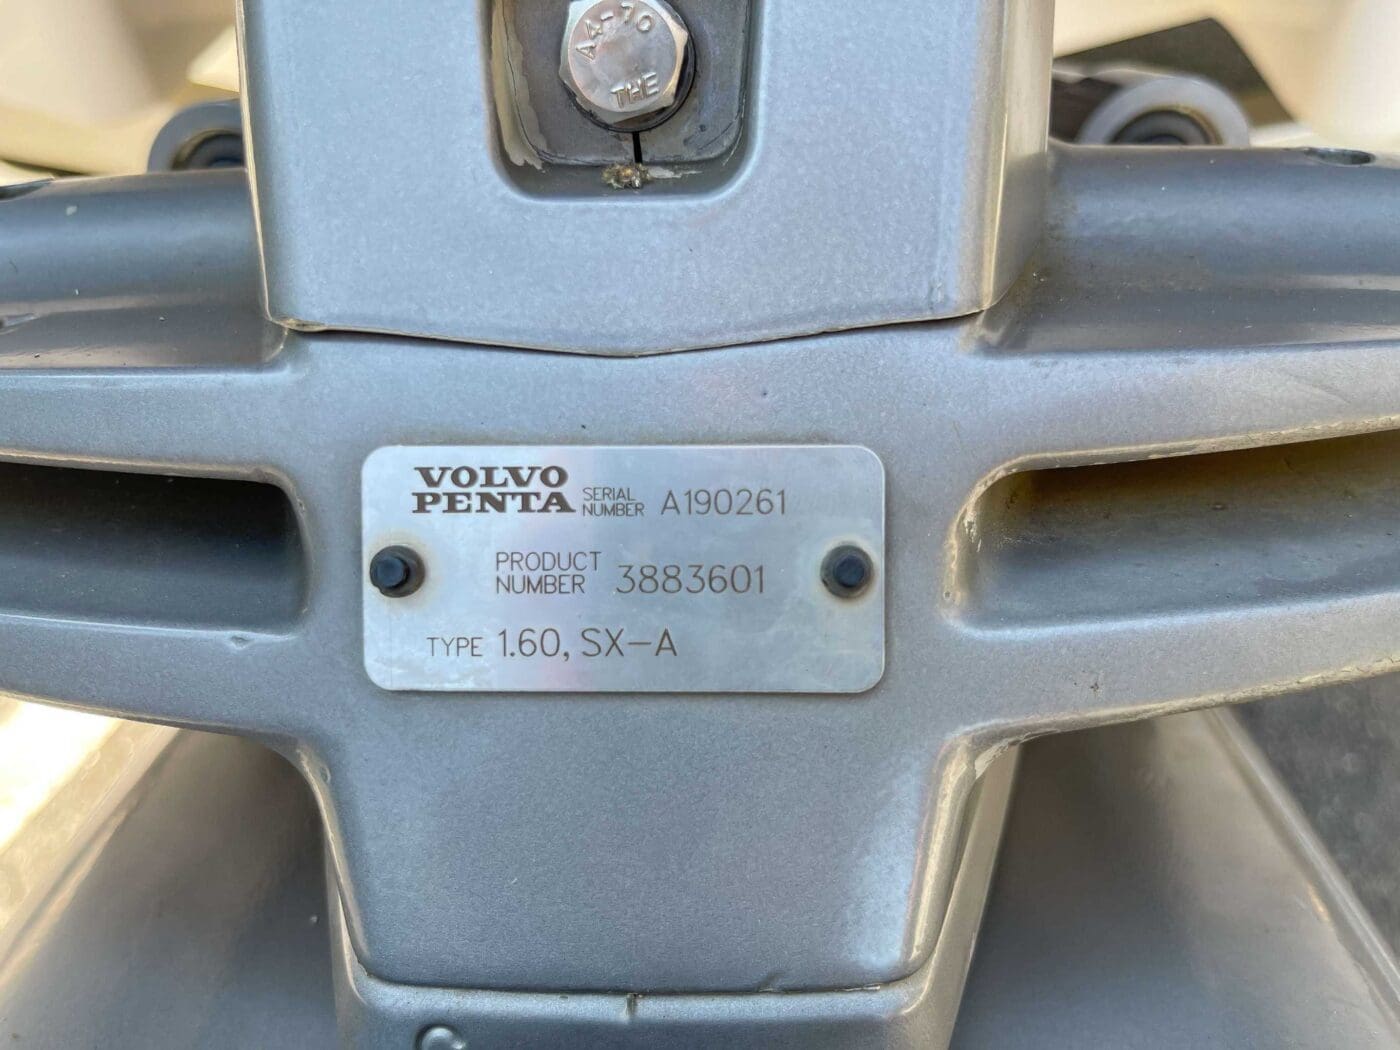 A4-70
THE
VOLVO
PENTA SERIAL NUMBER A190261
PRODUCT
NUMBER 3883601
TYPE 1.60, SX-A